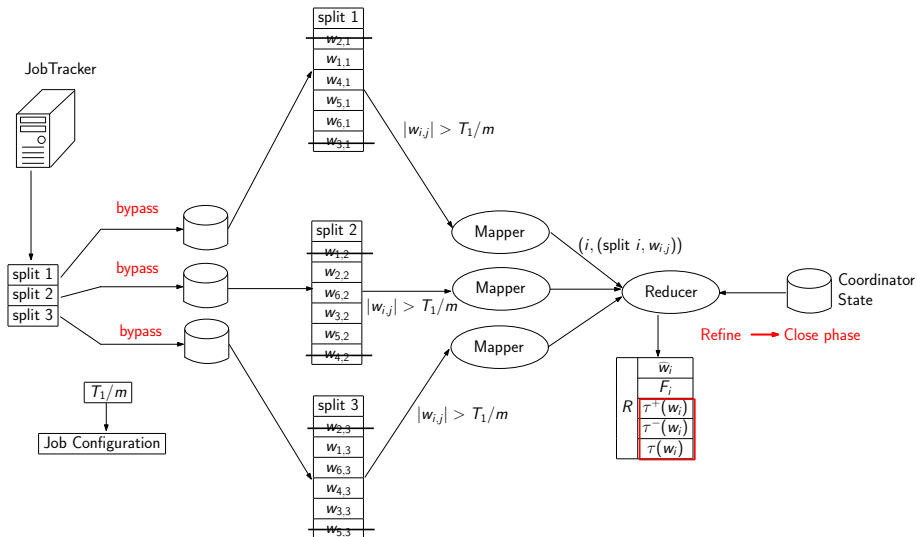 JobTracker
split 1
split 2
split 3
bypass
bypass
bypass
T₁/m
Job Configuration
split 1
w₂,₁
w₁,₁
w₄,₁
w₅,₁
w₆,₁
w₃,₁
split 2
w₁,₂
w₂,₂
w₆,₂
w₃,₂
w₅,₂
w₄,₂
split 3
w₂,₃
w₁,₃
w₆,₃
w₄,₃
w₃,₃
w₅,₃
|wᵢ,ⱼ| > T₁/m
|wᵢ,ⱼ| > T₁/m
|wᵢ,ⱼ| > T₁/m
Mapper
Mapper
Mapper
(i, (split i, wᵢ,ⱼ))
Reducer
Coordinator
State
Refine
Close phase
R
ŵᵢ
Fᵢ
τ⁺(wᵢ)
τ⁻(wᵢ)
τ(wᵢ)